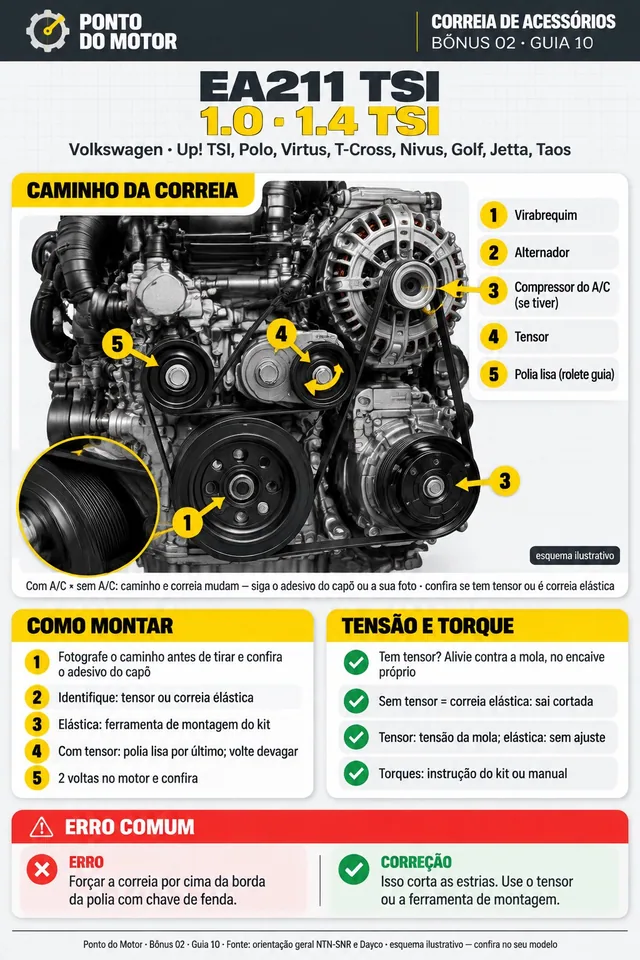 PONTO
DO MOTOR
CORREIA DE ACESSÓRIOS
BÔNUS 02 · GUIA 10
EA211 TSI
1.0 · 1.4 TSI
Volkswagen · Up! TSI, Polo, Virtus, T-Cross, Nivus, Golf, Jetta, Taos
CAMINHO DA CORREIA
1 Virabrequim
2 Alternador
3 Compressor do A/C
(se tiver)
4 Tensor
5 Polia lisa (rolete guia)
4
5
3
1
esquema ilustrativo
Com A/C × sem A/C: caminho e correia mudam — siga o adesivo do capô ou a sua foto · confira se tem tensor ou é correia elástica
COMO MONTAR
1 Fotografe o caminho antes de tirar e confira
o adesivo do capô
2 Identifique: tensor ou correia élástica
3 Elástica: ferramenta de montagem do kit
4 Com tensor: polia lisa por último; volte devagar
5 2 voltas no motor e confira
TENSÃO E TORQUE
Tem tensor? Alivie contra a mola, no encaive
próprio
Sem tensor = correia elástica: sai cortada
Tensor: tensão da mola; elástica: sem ajuste
Torques: instrução do kit ou manual
ERRO COMUM
ERRO
Forçar a correia por cima da borda
da polia com chave de fenda.
CORREÇÃO
Isso corta as estrias. Use o tensor
ou a ferramenta de montagem.
Ponto do Motor · Bônus 02 · Guia 10 · Fonte: orientação geral NTN-SNR e Dayco · esquema ilustrativo — confira no seu modelo